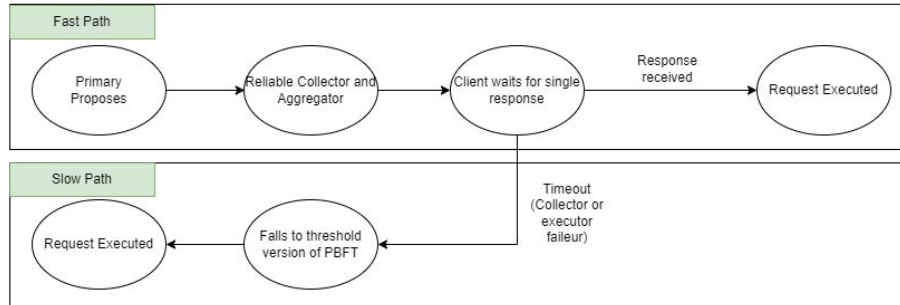 Fast Path
Primary
Proposes
Reliable Collector and
Aggregator
Client waits for single
response
Response
received
Request Executed
Slow Path
Request Executed
Falls to threshold
version of PBFT
Timeout
(Collector or
executor
faileur)